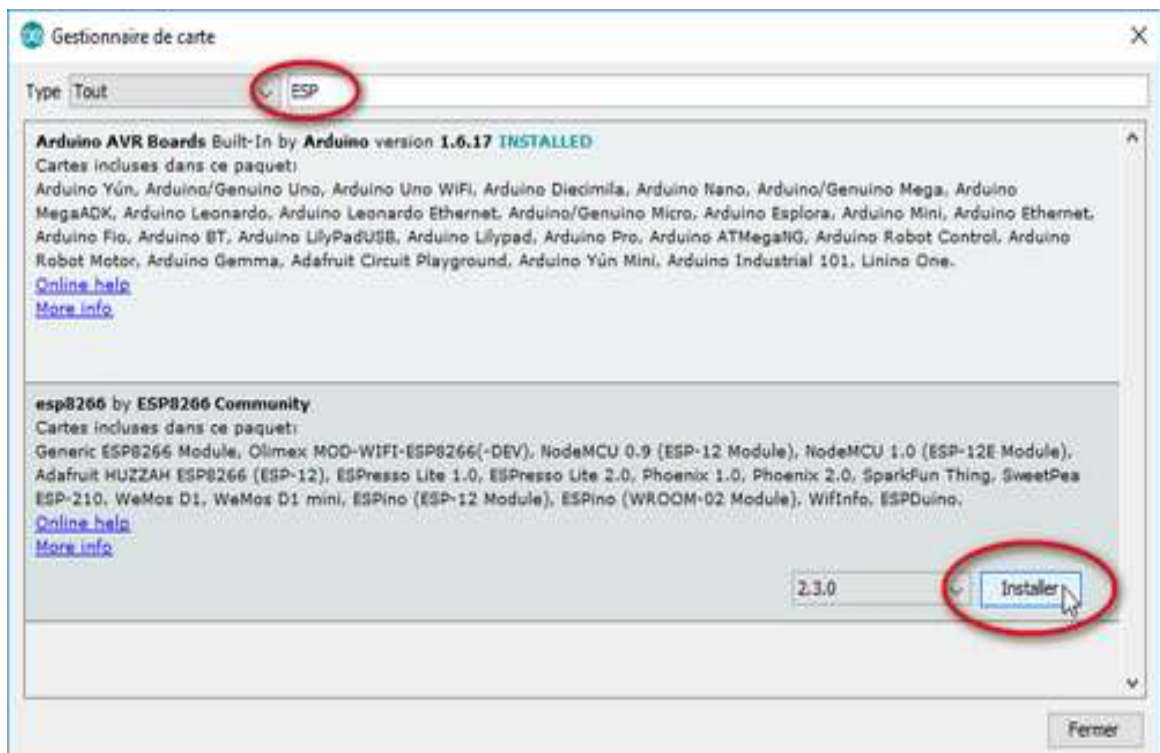 Gestionnaire de carte
Type Tout ESP
Arduino AVR Boards Built-In by Arduino version 1.6.17 INSTALLED
Cartes incluses dans ce paquet:
Arduino Yún, Arduino/Genuino Uno, Arduino Uno WiFi, Arduino Diecimila, Arduino Nano, Arduino/Genuino Mega, Arduino
MegaADK, Arduino Leonardo, Arduino Leonardo Ethernet, Arduino/Genuino Micro, Arduino Esplora, Arduino Mini, Arduino Ethernet,
Arduino Fio, Arduino BT, Arduino LilyPadUSB, Arduino Lilypad, Arduino Pro, Arduino ATMegaNG, Arduino Robot Control, Arduino
Robot Motor, Arduino Gemma, Adafruit Circuit Playground, Arduino Yún Mini, Arduino Industrial 101, Linino One.
Online help
More info
esp8266 by ESP8266 Community
Cartes incluses dans ce paquet:
Generic ESP8266 Module, Olimex MOD-WIFI-ESP8266(-DEV), NodeMCU 0.9 (ESP-12 Module), NodeMCU 1.0 (ESP-12E Module),
Adafruit HUZZAH ESP8266 (ESP-12), ESPresso Lite 1.0, ESPresso Lite 2.0, Phoenix 1.0, Phoenix 2.0, SparkFun Thing, SweetPea
ESP-210, WeMos D1, WeMos D1 mini, ESPino (ESP-12 Module), ESPino (WROOM-02 Module), WifInfo, ESPDuino.
Online help
More info
2.3.0 Installer
Fermer